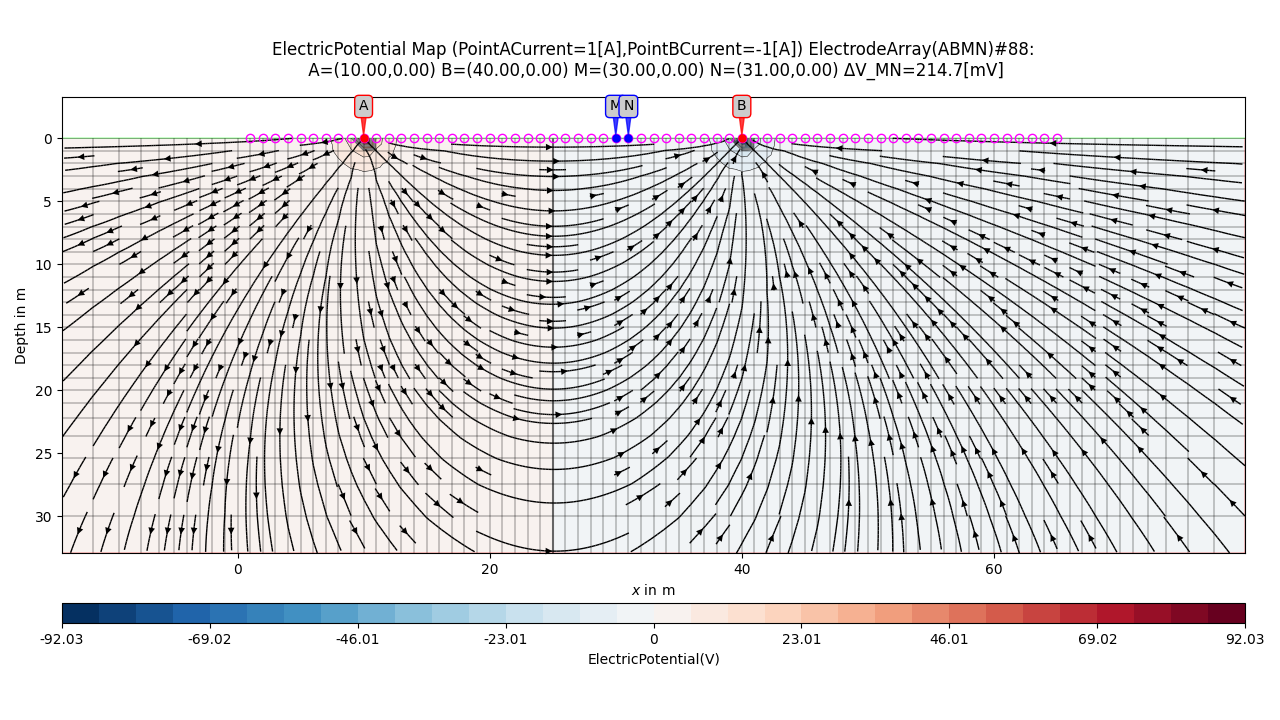 ElectricPotential Map (PointACurrent=1[A],PointBCurrent=-1[A]) ElectrodeArray(ABMN)#88:
A=(10.00,0.00) B=(40.00,0.00) M=(30.00,0.00) N=(31.00,0.00) ΔV_MN=214.7[mV]
A M N B
0
5
10
15
20
25
30
Depth in m
0 20 40 60
x in m
-92.03 -69.02 -46.01 -23.01 0 23.01 46.01 69.02 92.03
ElectricPotential(V)